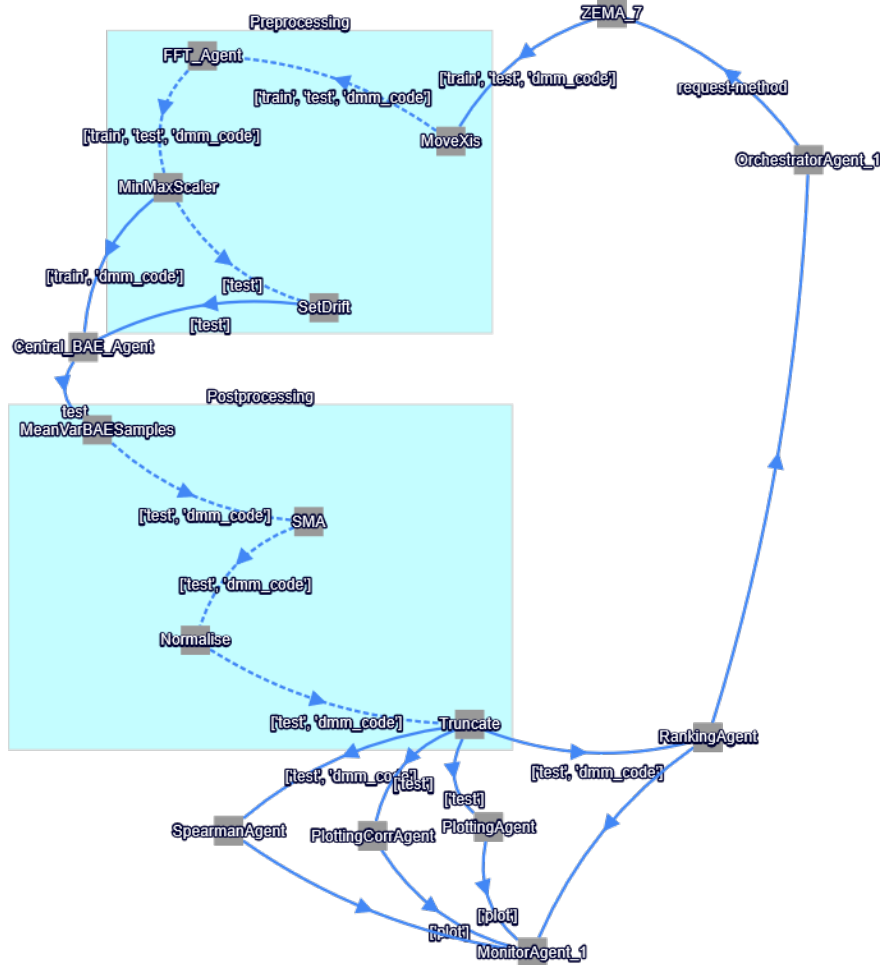 ZEMA_7
Preprocessing
FFT_Agent
['train', 'test', 'dmm_code']
request-method
['train', 'test', 'dmm_code']
['train', 'test', 'dmm_code']
MoveXis
OrchestratorAgent_1
MinMaxScaler
['train', 'dmm_code']
['test']
SetDrift
['test']
Central_BAE_Agent
Postprocessing
test
MeanVarBAESamples
['test', 'dmm_code']
SMA
['test', 'dmm_code']
Normalise
['test', 'dmm_code']
Truncate
RankingAgent
['test', 'dmm_code']
['test']
['test', 'dmm_code']
['test']
SpearmanAgent
PlottingCorrAgent
PlottingAgent
['plot']
['plot']
MonitorAgent_1